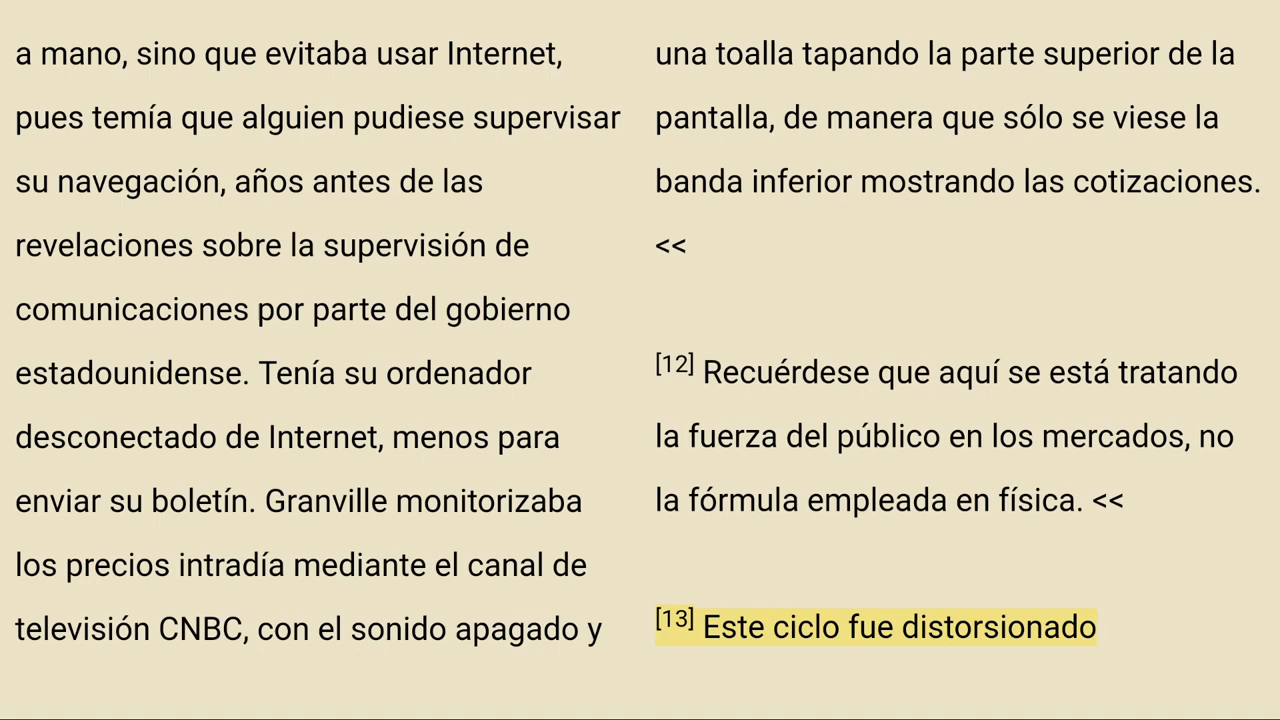 a mano, sino que evitaba usar Internet,
pues temía que alguien pudiese supervisar
su navegación, años antes de las
revelaciones sobre la supervisión de
comunicaciones por parte del gobierno
estadounidense. Tenía su ordenador
desconectado de Internet, menos para
enviar su boletín. Granville monitorizaba
los precios intradía mediante el canal de
televisión CNBC, con el sonido apagado y
una toalla tapando la parte superior de la
pantalla, de manera que sólo se viese la
banda inferior mostrando las cotizaciones.
<<
[12] Recuérdese que aquí se está tratando
la fuerza del público en los mercados, no
la fórmula empleada en física. <<
[13] Este ciclo fue distorsionado